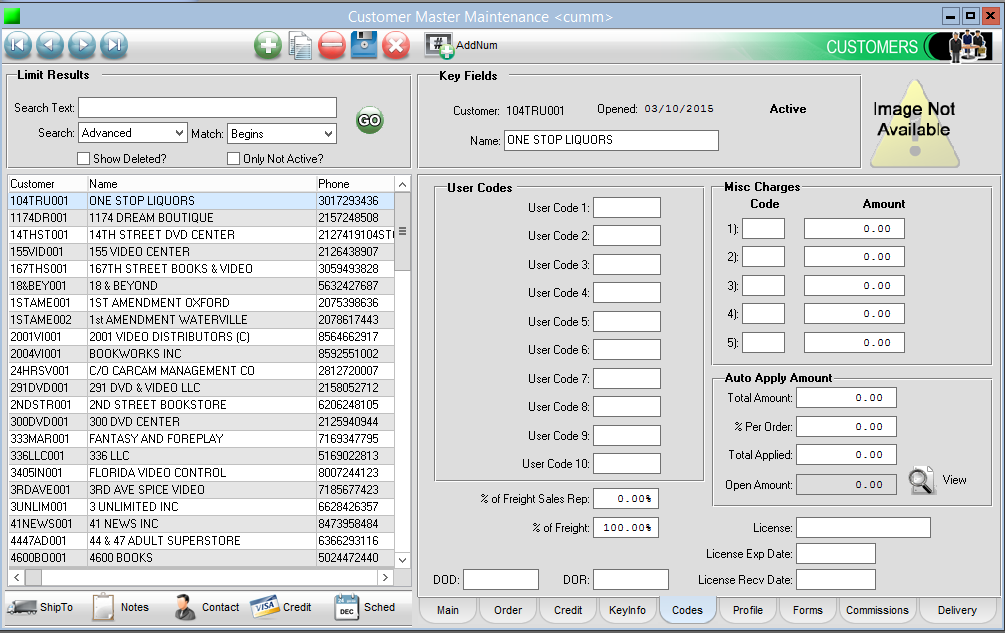 Customer Master Maintenance <cumm>
AddNum
CUSTOMERS
Limit Results
Search Text:
Search: Advanced Match: Begins
GO
Show Deleted? Only Not Active?
Key Fields
Customer: 104TRU001 Opened: 03/10/2015 Active
Name: ONE STOP LIQUORS
Image Not
Available
Customer Name Phone
104TRU001 ONE STOP LIQUORS 3017293436
1174DR001 1174 DREAM BOUTIQUE 2157248508
14THST001 14TH STREET DVD CENTER 2127419104ST
155VID001 155 VIDEO CENTER 2126438907
167THS001 167TH STREET BOOKS & VIDEO 3059493828
18&BEY001 18 & BEYOND 5632427687
1STAME001 1ST AMENDMENT OXFORD 2075398636
1STAME002 1st AMENDMENT WATERVILLE 2078617443
2001VI001 2001 VIDEO DISTRIBUTORS (C) 8564662917
2004VI001 BOOKWORKS INC 8592551002
24HRSV001 C/O CARCAM MANAGEMENT CO 2812720007
291DVD001 291 DVD & VIDEO LLC 2158052712
2NDSTR001 2ND STREET BOOKSTORE 6206248105
300DVD001 300 DVD CENTER 2125940944
333MAR001 FANTASY AND FOREPLAY 7169347795
336LLC001 336 LLC 5169022813
3405IN001 FLORIDA VIDEO CONTROL 8007244123
3RDAVE001 3RD AVE SPICE VIDEO 7185677423
3UNLIM001 3 UNLIMITED INC 6628426357
41NEWS001 41 NEWS INC 8473958484
4447AD001 44 & 47 ADULT SUPERSTORE 6366293116
4600BO001 4600 BOOKS 5024472440
ShipTo Notes Contact VISA Credit DEC Sched
User Codes
User Code 1:
User Code 2:
User Code 3:
User Code 4:
User Code 5:
User Code 6:
User Code 7:
User Code 8:
User Code 9:
User Code 10:
% of Freight Sales Rep: 0.00%
% of Freight: 100.00%
DOD: DOR:
Misc Charges
Code Amount
1): 0.00
2): 0.00
3): 0.00
4): 0.00
5): 0.00
Auto Apply Amount
Total Amount: 0.00
% Per Order: 0.00
Total Applied: 0.00
Open Amount: 0.00 View
License:
License Exp Date:
License Recv Date:
Main Order Credit KeyInfo Codes Profile Forms Commissions Delivery